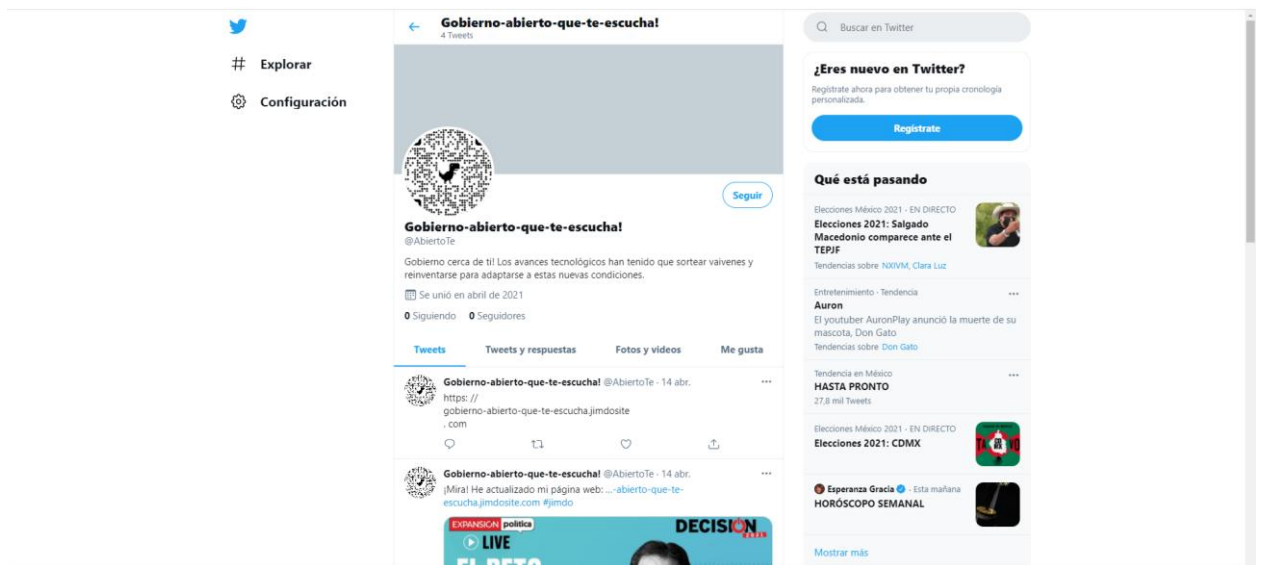 Explorar
Configuración
Gobierno-abierto-que-te-escucha!
4 Tweets
Seguir
Gobierno-abierto-que-te-escucha!
@AbiertoTe
Gobierno cerca de ti! Los avances tecnológicos han tenido que sortear vaivenes y
reinventarse para adaptarse a estas nuevas condiciones.
Se unió en abril de 2021
0 Siguiendo 0 Seguidores
Tweets Tweets y respuestas Fotos y videos Me gusta
Gobierno-abierto-que-te-escucha! @AbiertoTe · 14 abr.
https: //
gobierno-abierto-que-te-escucha.jimdosite
. com
Gobierno-abierto-que-te-escucha! @AbiertoTe · 14 abr.
¡Mira! He actualizado mi página web: ...-abierto-que-te-
escucha.jimdosite.com #jimdo
EXPANSIÓN política
DECISIÓN
2021
LIVE
EL RETO
Buscar en Twitter
¿Eres nuevo en Twitter?
Regístrate ahora para obtener tu propia cronología
personalizada.
Regístrate
Qué está pasando
Elecciones México 2021 · EN DIRECTO
Elecciones 2021: Salgado
Macedonio comparece ante el
TEPJF
Tendencias sobre NXIVM, Clara Luz
Entretenimiento · Tendencia
Auron
El youtuber AuronPlay anunció la muerte de su
mascota, Don Gato
Tendencias sobre Don Gato
Tendencia en México
HASTA PRONTO
27,8 mil Tweets
Elecciones México 2021 · EN DIRECTO
Elecciones 2021: CDMX
Esperanza Gracia · Esta mañana
HORÓSCOPO SEMANAL
Mostrar más